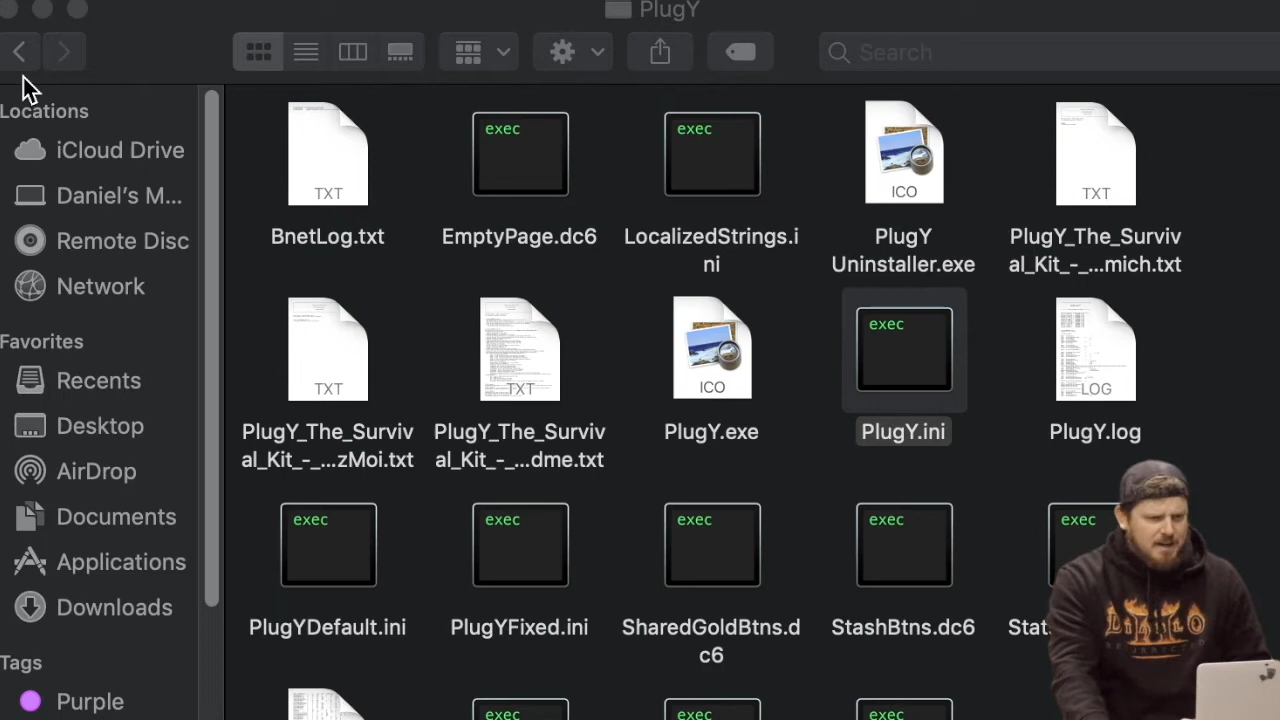 PlugY
Search
Locations
iCloud Drive
Daniel's M...
Remote Disc
Network
Favorites
Recents
Desktop
AirDrop
Documents
Applications
Downloads
Tags
Purple
TXT
exec
exec
ICO
TXT
BnetLog.txt
EmptyPage.dc6
LocalizedStrings.i
ni
PlugY
Uninstaller.exe
PlugY_The_Surviv
al_Kit_-_...mich.txt
TXT
TXT
ICO
exec
LOG
PlugY_The_Surviv
al_Kit_-_...zMoi.txt
PlugY_The_Surviv
al_Kit_-_...dme.txt
PlugY.exe
PlugY.ini
PlugY.log
exec
exec
exec
exec
exec
PlugYDefault.ini
PlugYFixed.ini
SharedGoldBtns.d
c6
StashBtns.dc6
Stat
exec
exec
exec
DIABLO
RESURRECTED